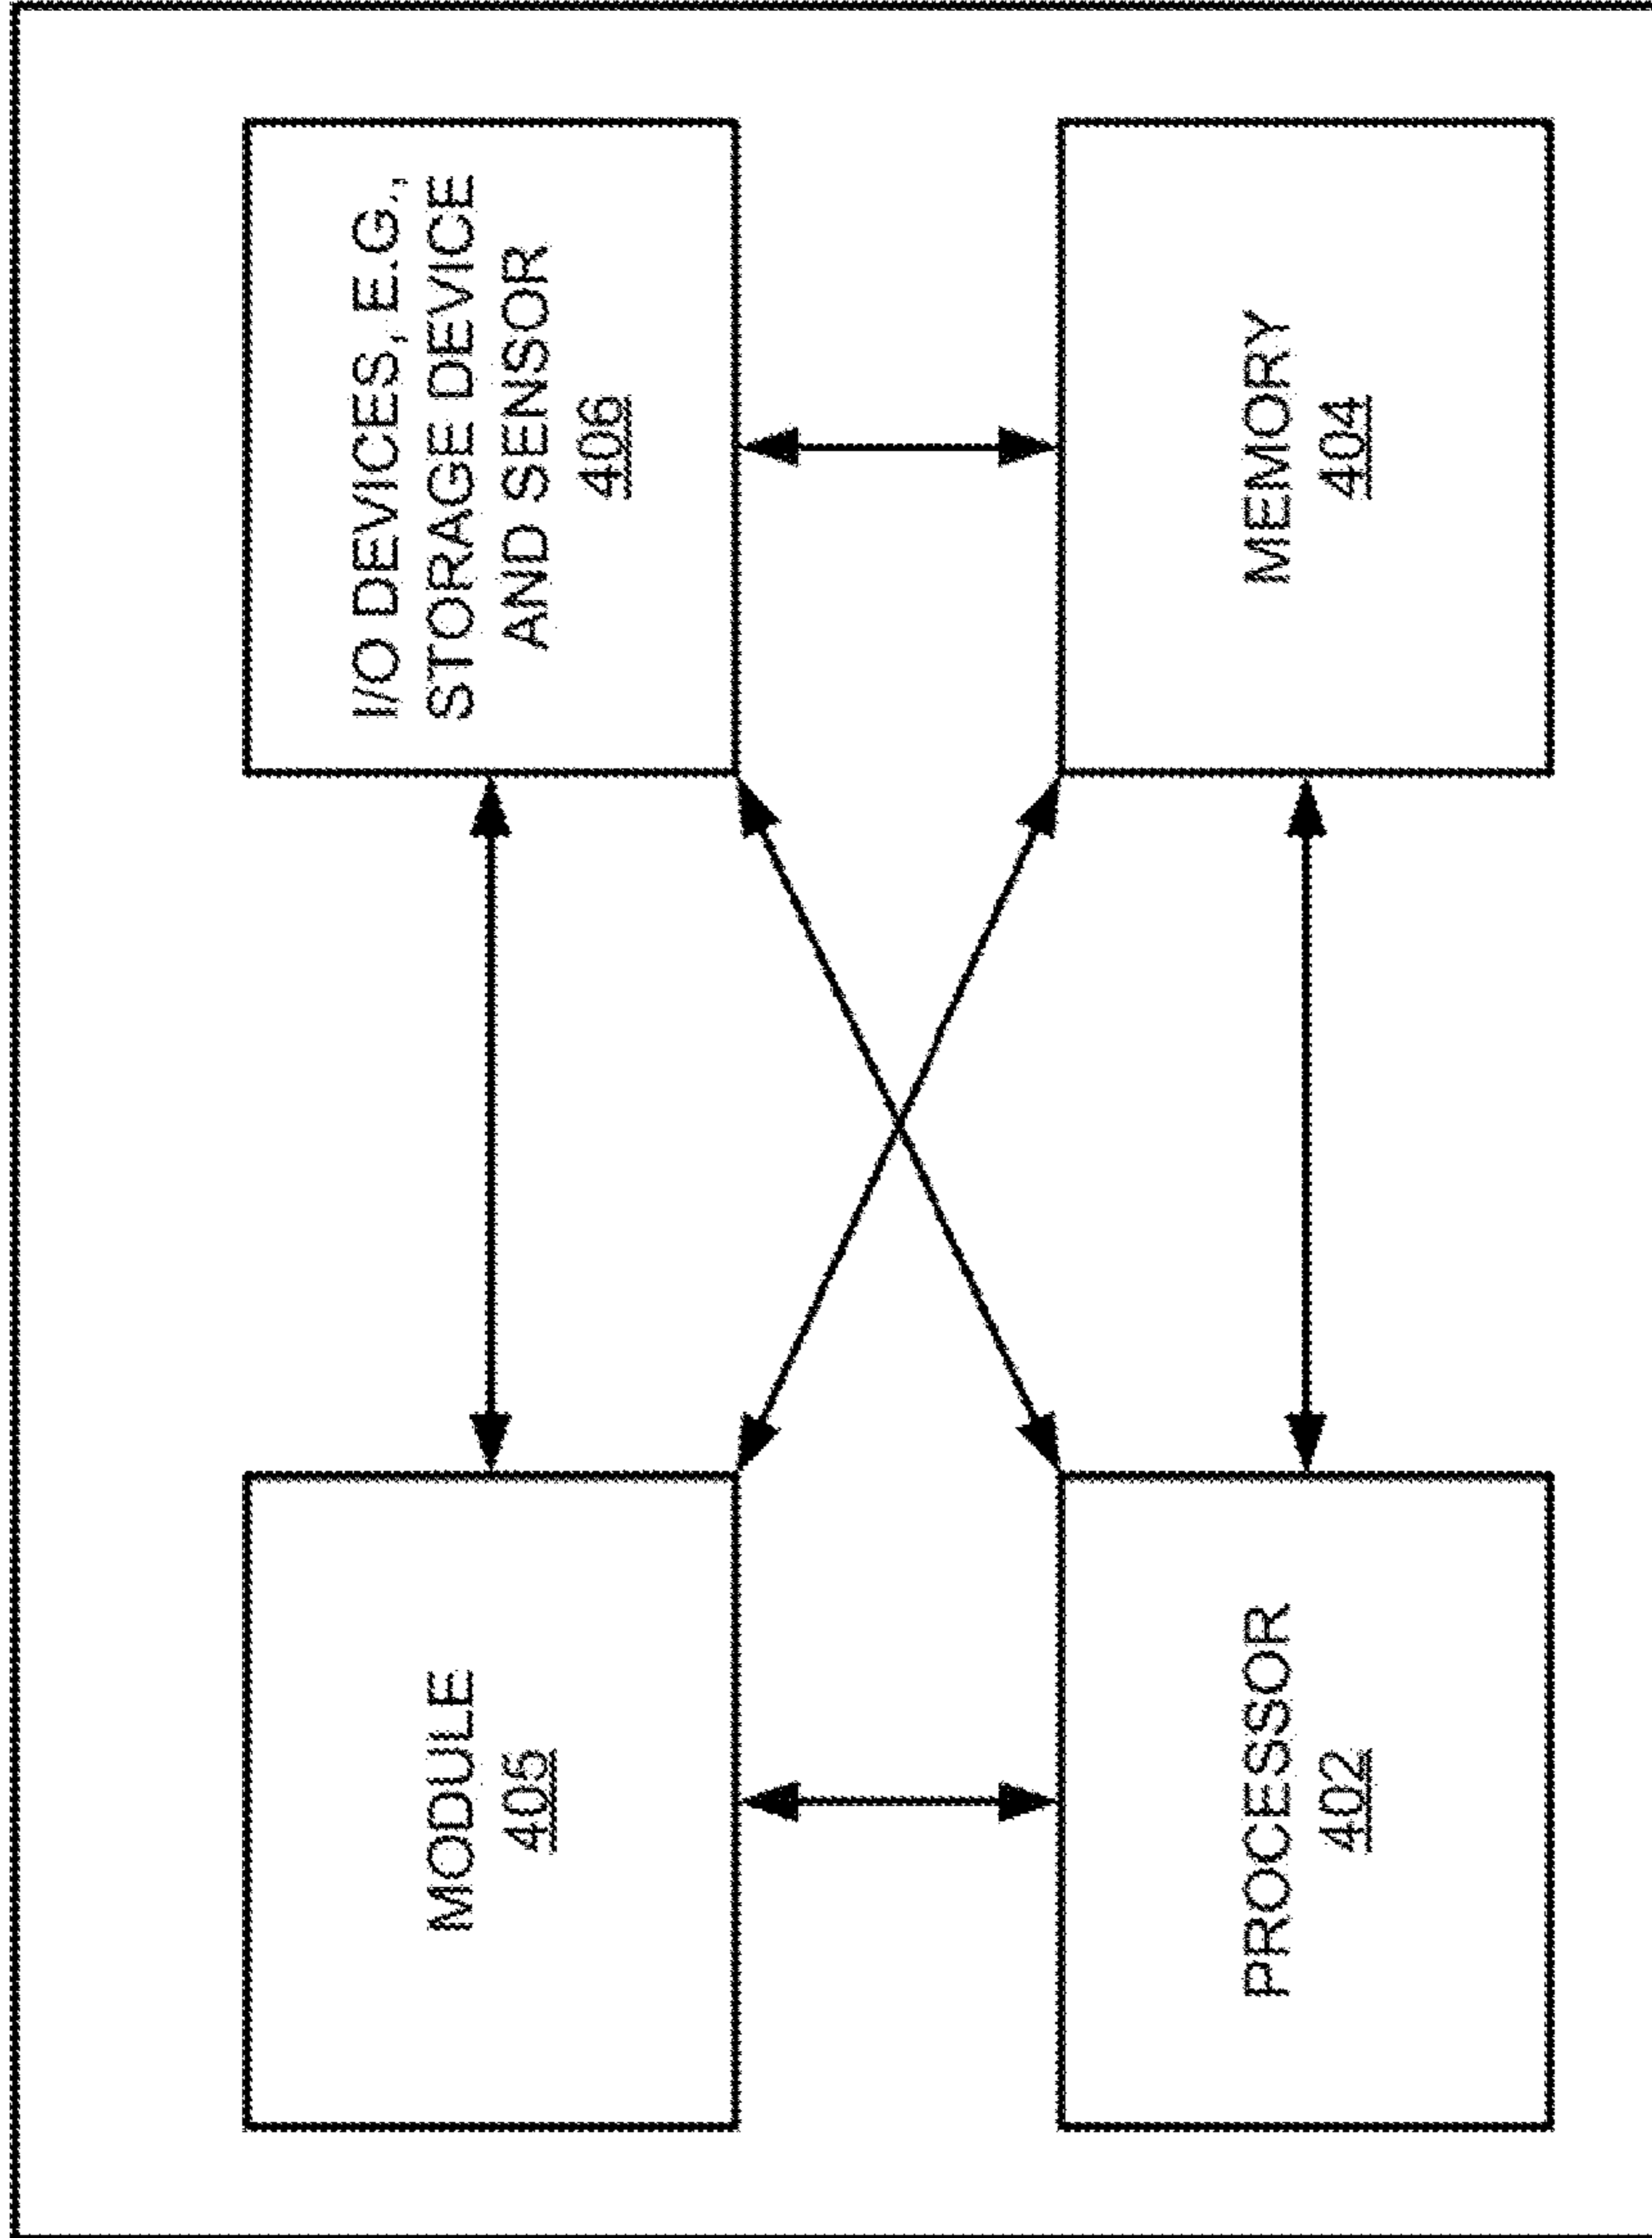 MODULE
405
I/O DEVICES, E.G.,
STORAGE DEVICE
AND SENSOR
406
PROCESSOR
402
MEMORY
404